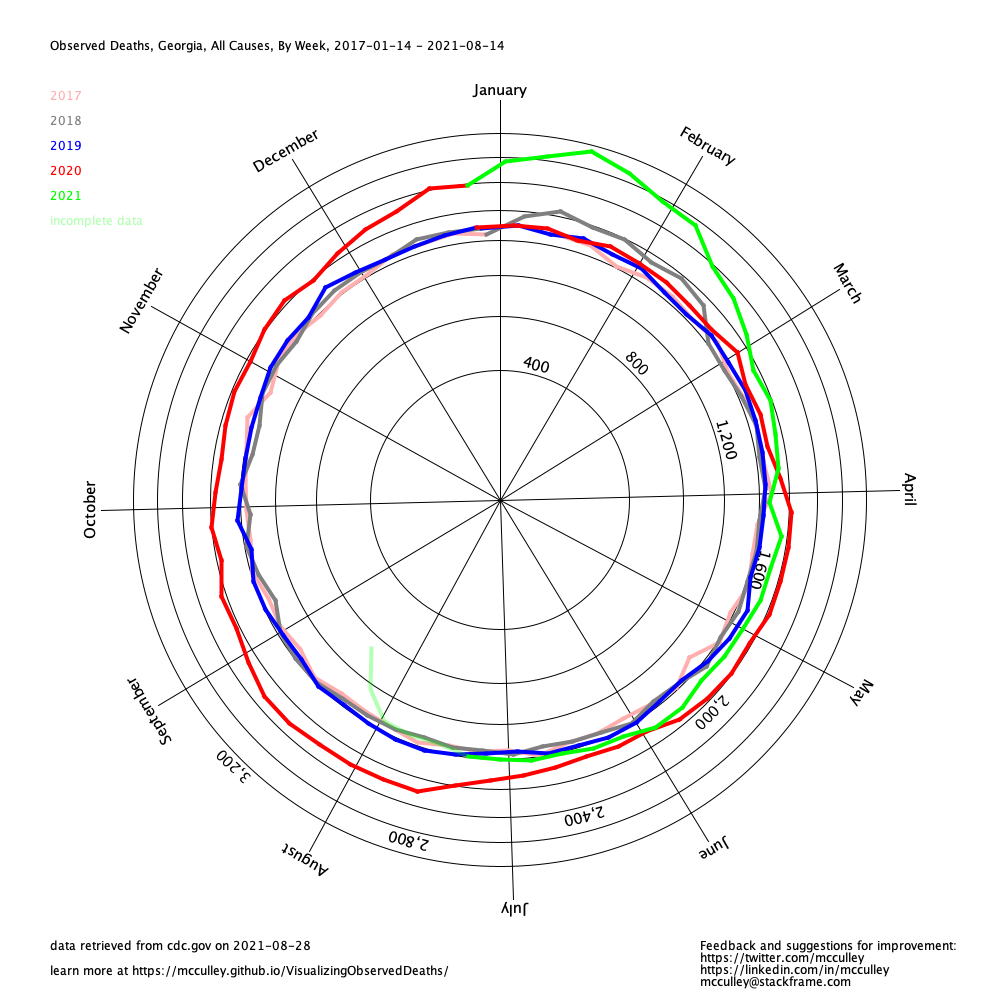 Observed Deaths, Georgia, All Causes, By Week, 2017-01-14 - 2021-08-14
2017
2018
2019
2020
2021
incomplete data
January
February
March
April
May
June
July
August
September
October
November
December
400
800
1,200
1,600
2,000
2,400
2,800
3,200
data retrieved from cdc.gov on 2021-08-28
learn more at https://mcculley.github.io/VisualizingObservedDeaths/
Feedback and suggestions for improvement:
https://twitter.com/mcculley
https://linkedin.com/in/mcculley
mcculley@stackframe.com